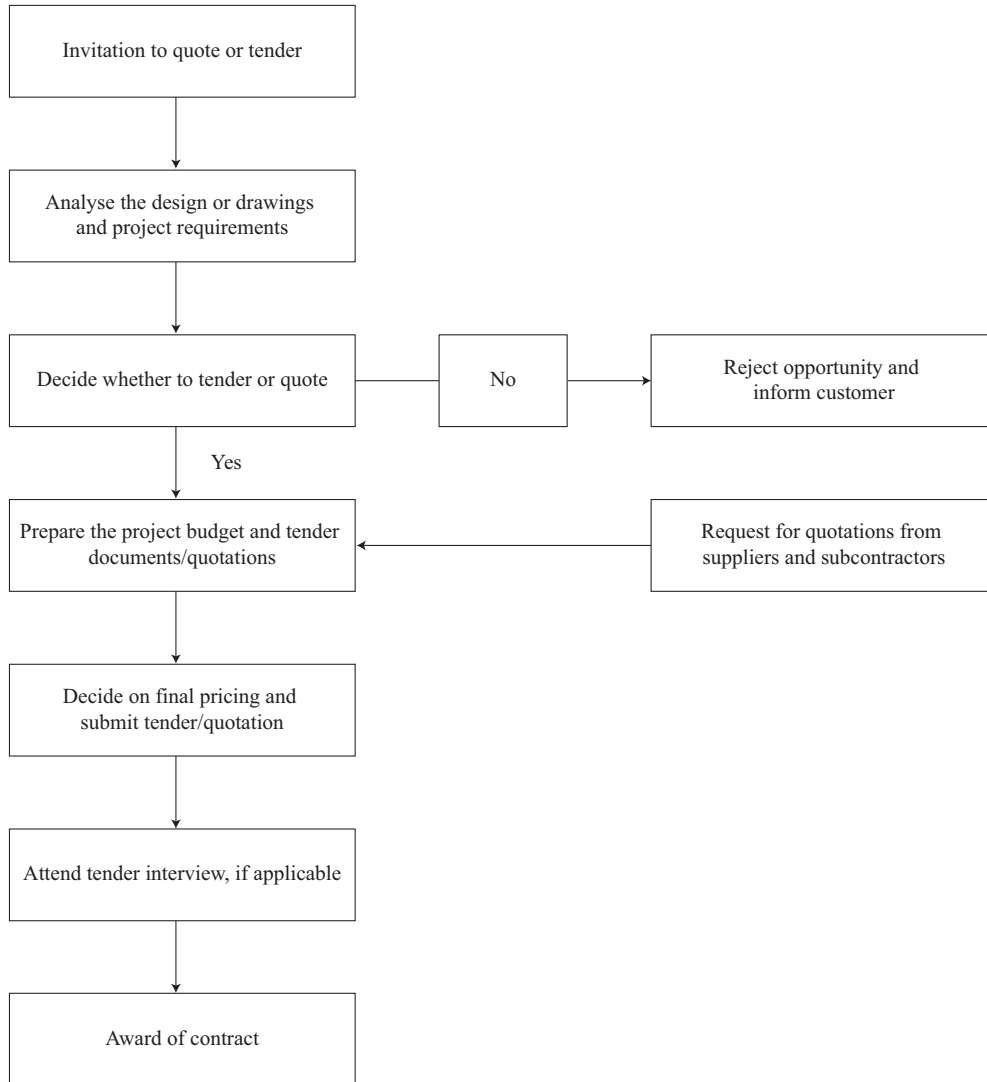 Invitation to quote or tender
Analyse the design or drawings
and project requirements
Decide whether to tender or quote
No
Reject opportunity and
inform customer
Yes
Prepare the project budget and tender
documents/quotations
Request for quotations from
suppliers and subcontractors
Decide on final pricing and
submit tender/quotation
Attend tender interview, if applicable
Award of contract